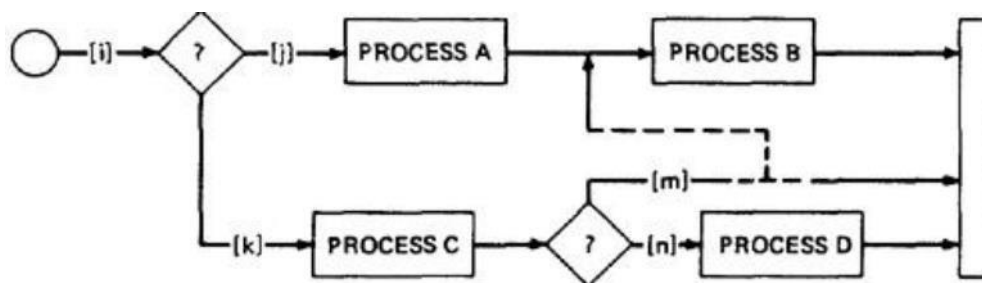 [i] ? [j] PROCESS A PROCESS B
[m]
[k] PROCESS C ? [n] PROCESS D